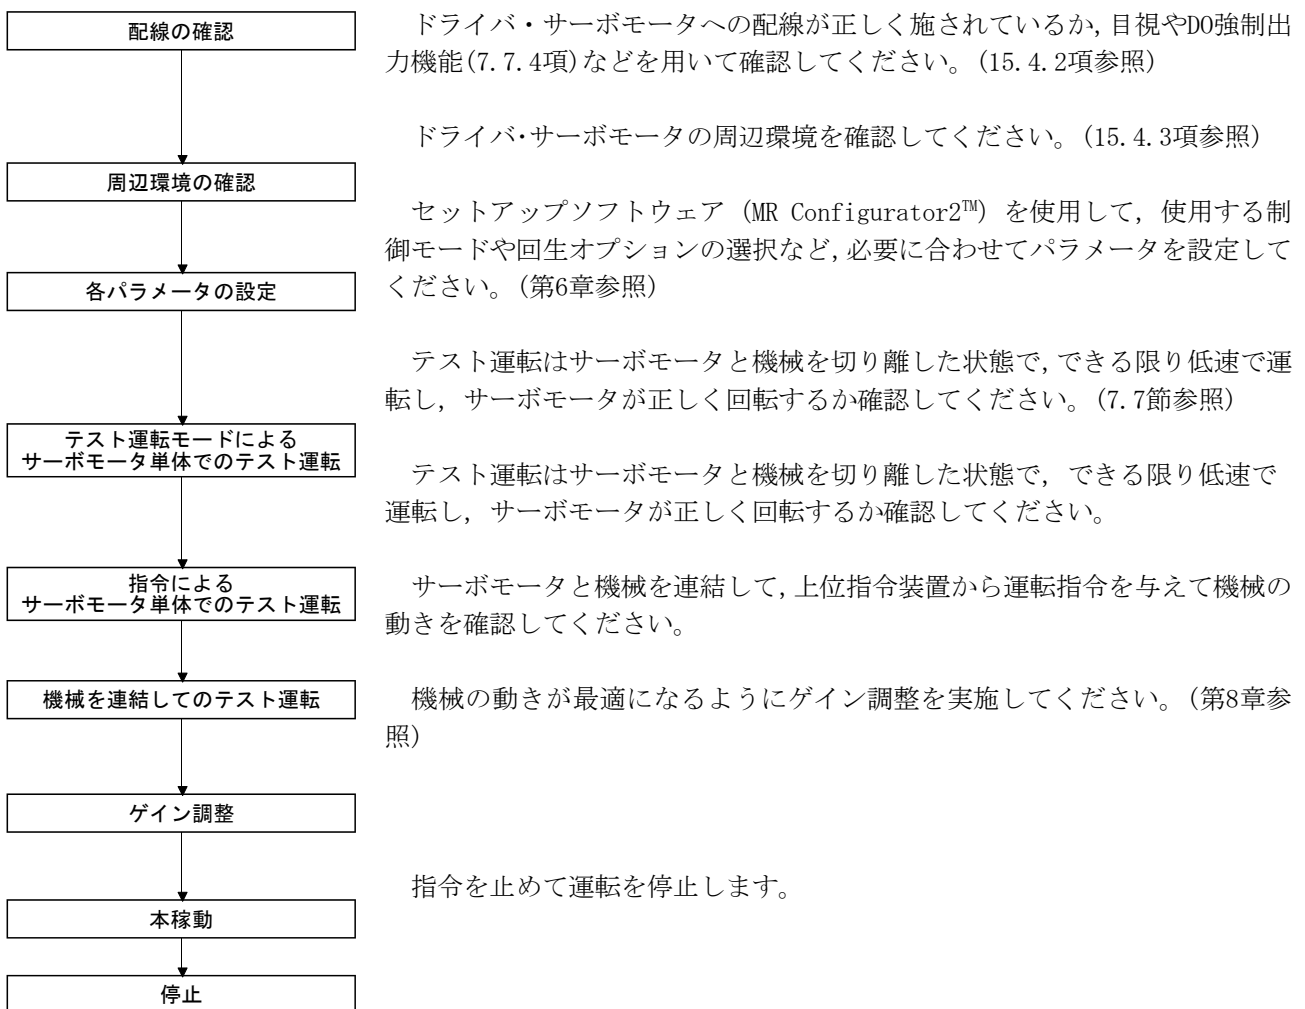 配線の確認
ドライバ・サーボモータへの配線が正しく施されているか,目視やDO強制出
力機能(7.7.4項)などを用いて確認してください。(15.4.2項参照)
ドライバ・サーボモータの周辺環境を確認してください。(15.4.3項参照)
周辺環境の確認
セットアップソフトウェア (MR Configurator2™) を使用して, 使用する制
御モードや回生オプションの選択など,必要に合わせてパラメータを設定して
ください。(第6章参照)
各パラメータの設定
テスト運転はサーボモータと機械を切り離した状態で,できる限り低速で運
転し, サーボモータが正しく回転するか確認してください。(7.7節参照)
テスト運転モードによる
サーボモータ単体でのテスト運転
テスト運転はサーボモータと機械を切り離した状態で, できる限り低速で
運転し, サーボモータが正しく回転するか確認してください。
指令による
サーボモータ単体でのテスト運転
サーボモータと機械を連結して,上位指令装置から運転指令を与えて機械の
動きを確認してください。
機械を連結してのテスト運転
機械の動きが最適になるようにゲイン調整を実施してください。(第8章参
照)
ゲイン調整
指令を止めて運転を停止します。
本稼動
停止